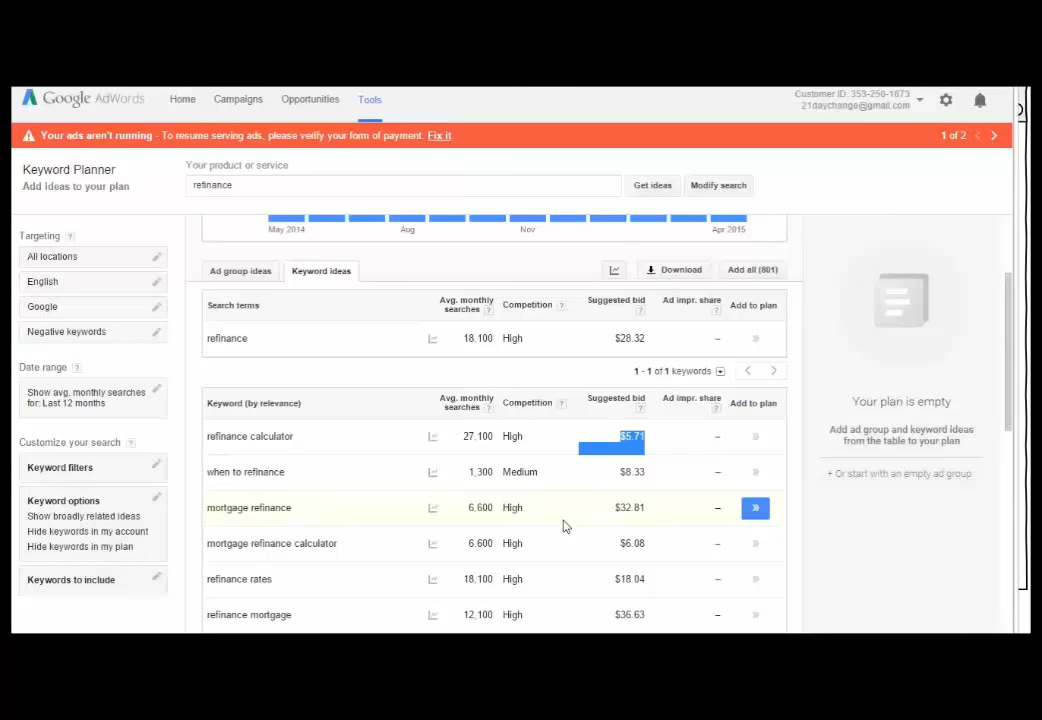 Google AdWords
Home Campaigns Opportunities Tools
Customer ID: 353-250-1673
21daychange@gmail.com
Your ads aren't running - To resume serving ads, please verify your form of payment. Fix it
1 of 2
Keyword Planner
Add ideas to your plan
Your product or service
refinance
Get ideas
Modify search
May 2014 Aug Nov Apr 2015
Targeting ?
All locations
English
Google
Negative keywords
Date range ?
Show avg. monthly searches
for: Last 12 months
Customize your search ?
Keyword filters
Keyword options
Show broadly related ideas
Hide keywords in my account
Hide keywords in my plan
Keywords to include
Ad group ideas Keyword ideas
Download
Add all (801)
Search terms Avg. monthly searches ? Competition ? Suggested bid ? Ad impr. share ? Add to plan
refinance 18,100 High $28.32 – »
1 - 1 of 1 keywords
Keyword (by relevance) Avg. monthly searches ? Competition ? Suggested bid ? Ad impr. share ? Add to plan
refinance calculator 27,100 High $5.71 – »
when to refinance 1,300 Medium $8.33 – »
mortgage refinance 6,600 High $32.81 – »
mortgage refinance calculator 6,600 High $6.08 – »
refinance rates 18,100 High $18.04 – »
refinance mortgage 12,100 High $36.63 – »
Your plan is empty
Add ad group and keyword ideas
from the table to your plan
+ Or start with an empty ad group